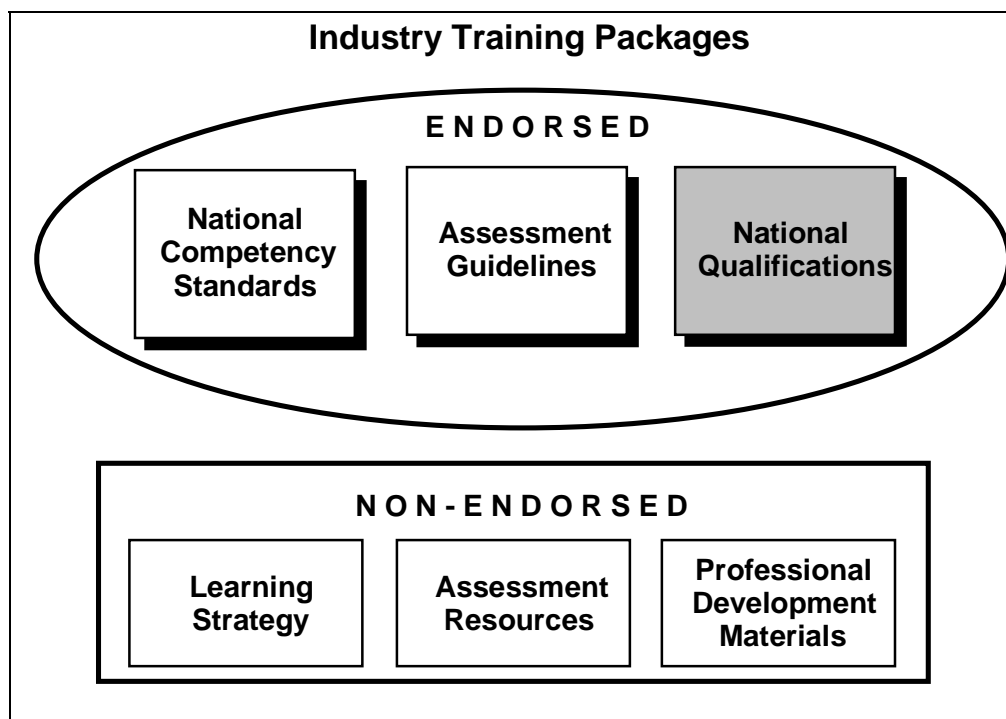 Industry Training Packages
E N D O R S E D
National
Competency
Standards
Assessment
Guidelines
National
Qualifications
N O N - E N D O R S E D
Learning
Strategy
Assessment
Resources
Professional
Development
Materials